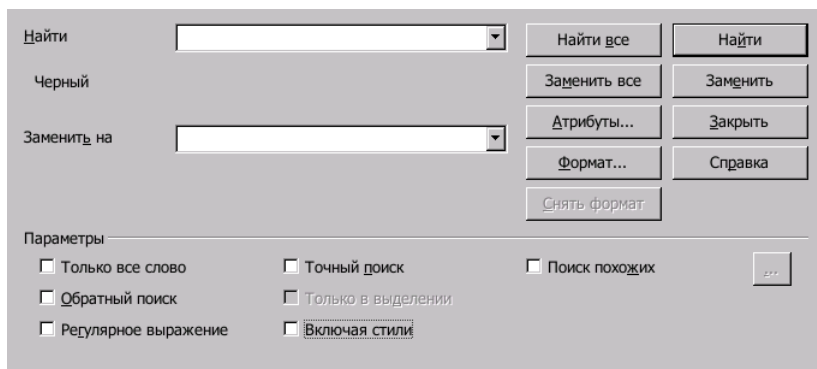 Найти
Найти все
Найти
Черный
Заменить все
Заменить
Заменить на
Атрибуты...
Закрыть
Формат...
Справка
Снять формат
Параметры
Только все слово
Точный поиск
Поиск похожих
...
Обратный поиск
Только в выделении
Регулярное выражение
Включая стили